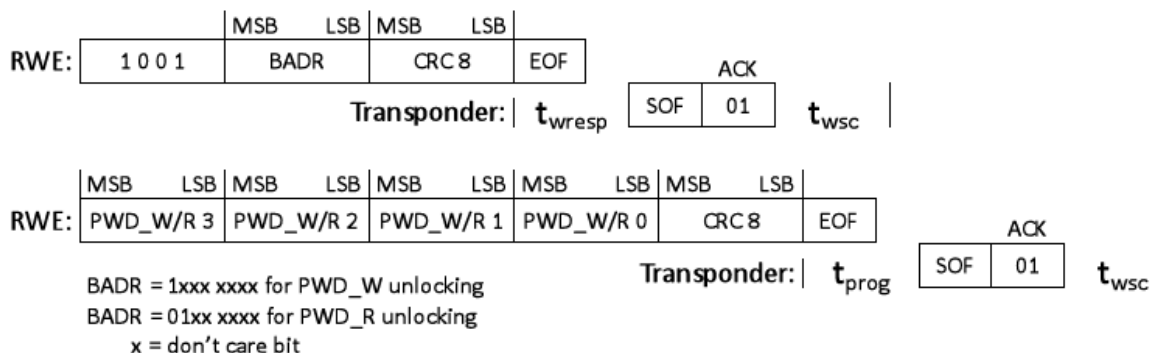 MSB LSB MSB LSB
RWE: 1 0 0 1 BADR CRC 8 EOF
ACK
Transponder: t_wresp SOF 01 t_wsc
MSB LSB MSB LSB MSB LSB MSB LSB MSB LSB
RWE: PWD_W/R 3 PWD_W/R 2 PWD_W/R 1 PWD_W/R 0 CRC 8 EOF
ACK
Transponder: t_prog SOF 01 t_wsc
BADR = 1xxx xxxx for PWD_W unlocking
BADR = 01xx xxxx for PWD_R unlocking
x = don't care bit